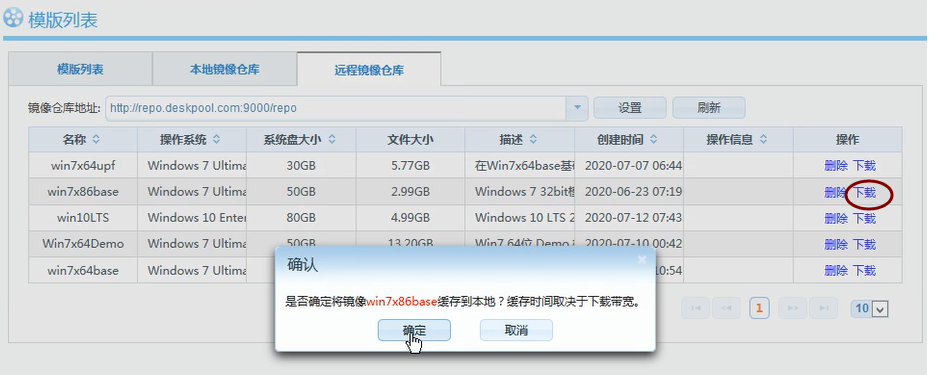 模版列表
模版列表 本地镜像仓库 远程镜像仓库
镜像仓库地址: http://repo.deskpool.com:9000/repo 设置 刷新
名称 操作系统 系统盘大小 文件大小 描述 创建时间 操作信息 操作
win7x64upf Windows 7 Ultima 30GB 5.77GB 在Win7x64base基 2020-07-07 06:44 删除 下载
win7x86base Windows 7 Ultima 50GB 2.99GB Windows 7 32bit 2020-06-23 07:19 删除 下载
win10LTS Windows 10 Enter 80GB 4.99GB Windows 10 LTS 2 2020-07-12 07:43 删除 下载
Win7x64Demo Windows 7 Ultima 50GB 13.20GB Win7 64位 Demo 2020-07-10 00:42 删除 下载
win7x64base Windows 7 Ultima 10:54 删除 下载
确认
是否确定将镜像win7x86base缓存到本地？缓存时间取决于下载带宽。
确定 取消
1 10